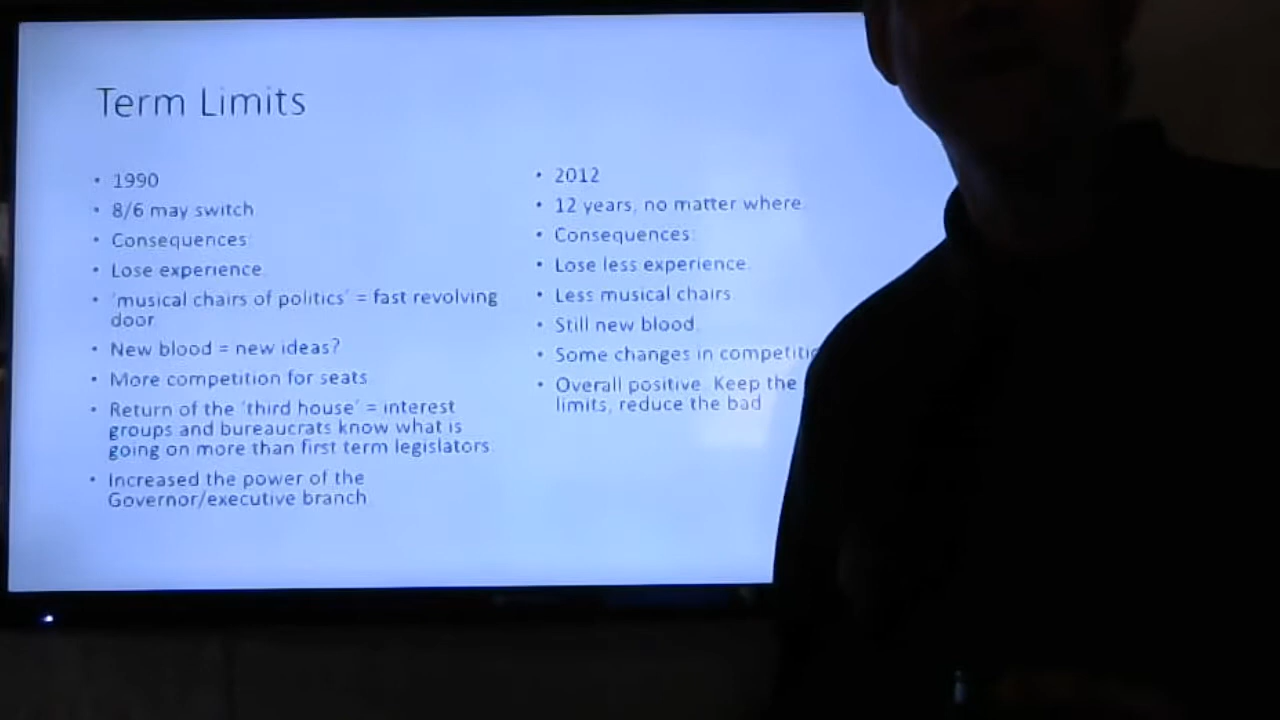 Term Limits
• 1990
• 8/6 may switch
• Consequences:
• Lose experience.
• 'musical chairs of politics' = fast revolving
door.
• New blood = new ideas?
• More competition for seats
• Return of the 'third house' = interest
groups and bureaucrats know what is
going on more than first term legislators.
• Increased the power of the
Governor/executive branch
• 2012
• 12 years, no matter where.
• Consequences:
• Lose less experience.
• Less musical chairs
• Still new blood.
• Some changes in
• Overall positive. Keep the
limits, reduce the bad